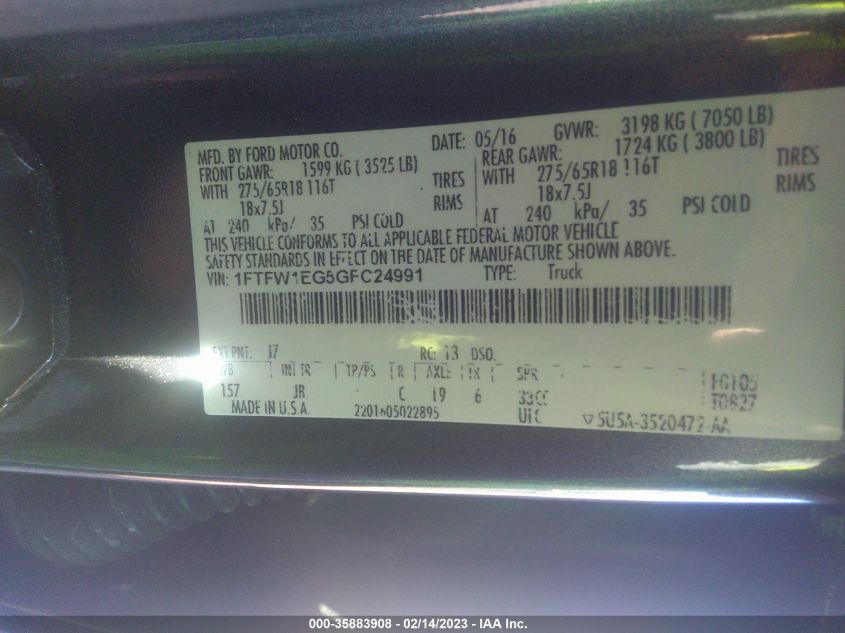 MFD. BY FORD MOTOR CO. DATE: 05/16 GVWR: 3198 KG ( 7050 LB)
FRONT GAWR: 1599 KG ( 3525 LB) REAR GAWR: 1724 KG ( 3800 LB)
WITH 275/65R18 116T TIRES WITH 275/65R18 116T TIRES
18x7.5J RIMS 18x7.5J RIMS
AT 240 kPa/ 35 PSI COLD AT 240 kPa/ 35 PSI COLD
THIS VEHICLE CONFORMS TO ALL APPLICABLE FEDERAL MOTOR VEHICLE
SAFETY STANDARDS IN EFFECT ON THE DATE OF MANUFACTURE SHOWN ABOVE.
VIN: 1FTFW1EG5GFC24991 TYPE: Truck
EXT PNT: J7 RC: 13 DSO:
WB INT TR TP/PS R AXLE TR SPR
157 JR C 19 6
MADE IN U.S.A. 2201605022895 T0827
5U5A-3520472-AA
000-35883908 - 02/14/2023 - IAA Inc.